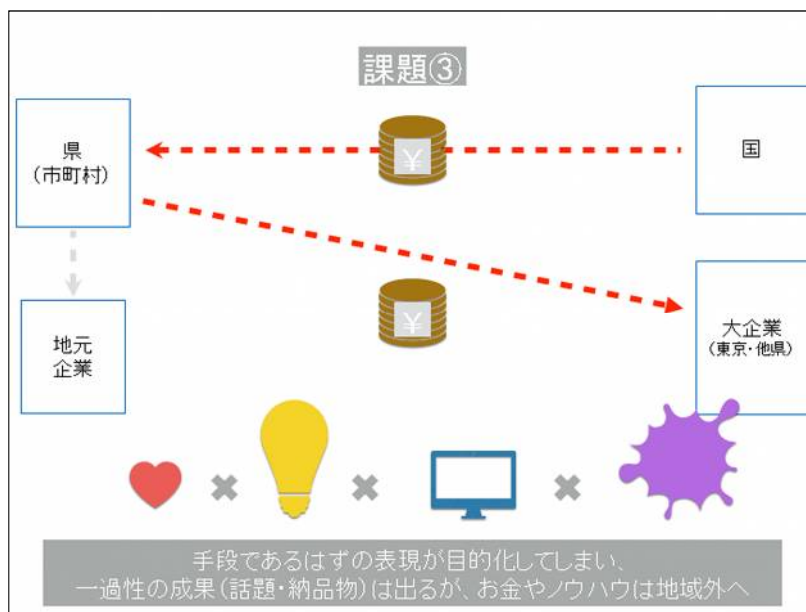 課題③
県
(市町村)
¥
国
地元
企業
¥
大企業
(東京・他県)
手段であるはずの表現が目的化してしまい、
一過性の成果(話題・納品物)は出るが、お金やノウハウは地域外へ